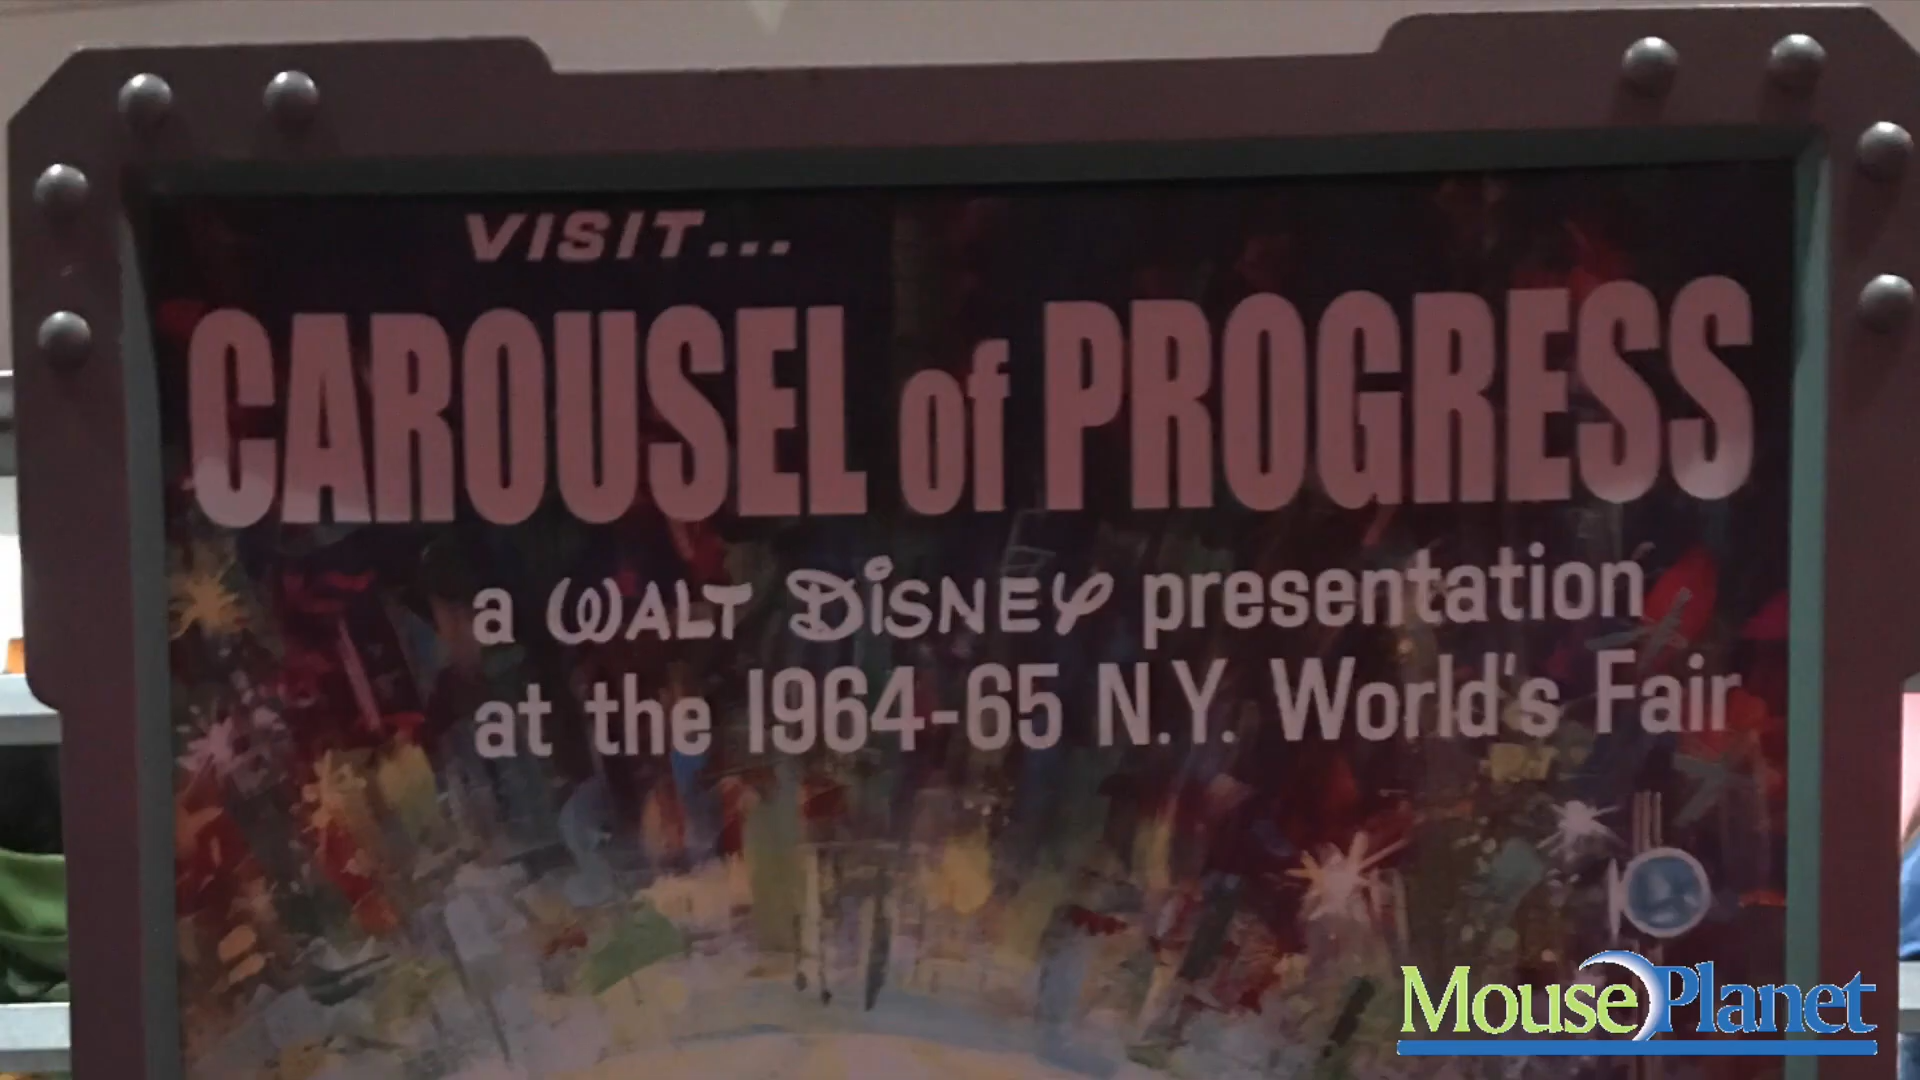 VISIT...
CAROUSEL of PROGRESS
a WALT DISNEY presentation
at the 1964-65 N.Y. World's Fair
MousePlanet